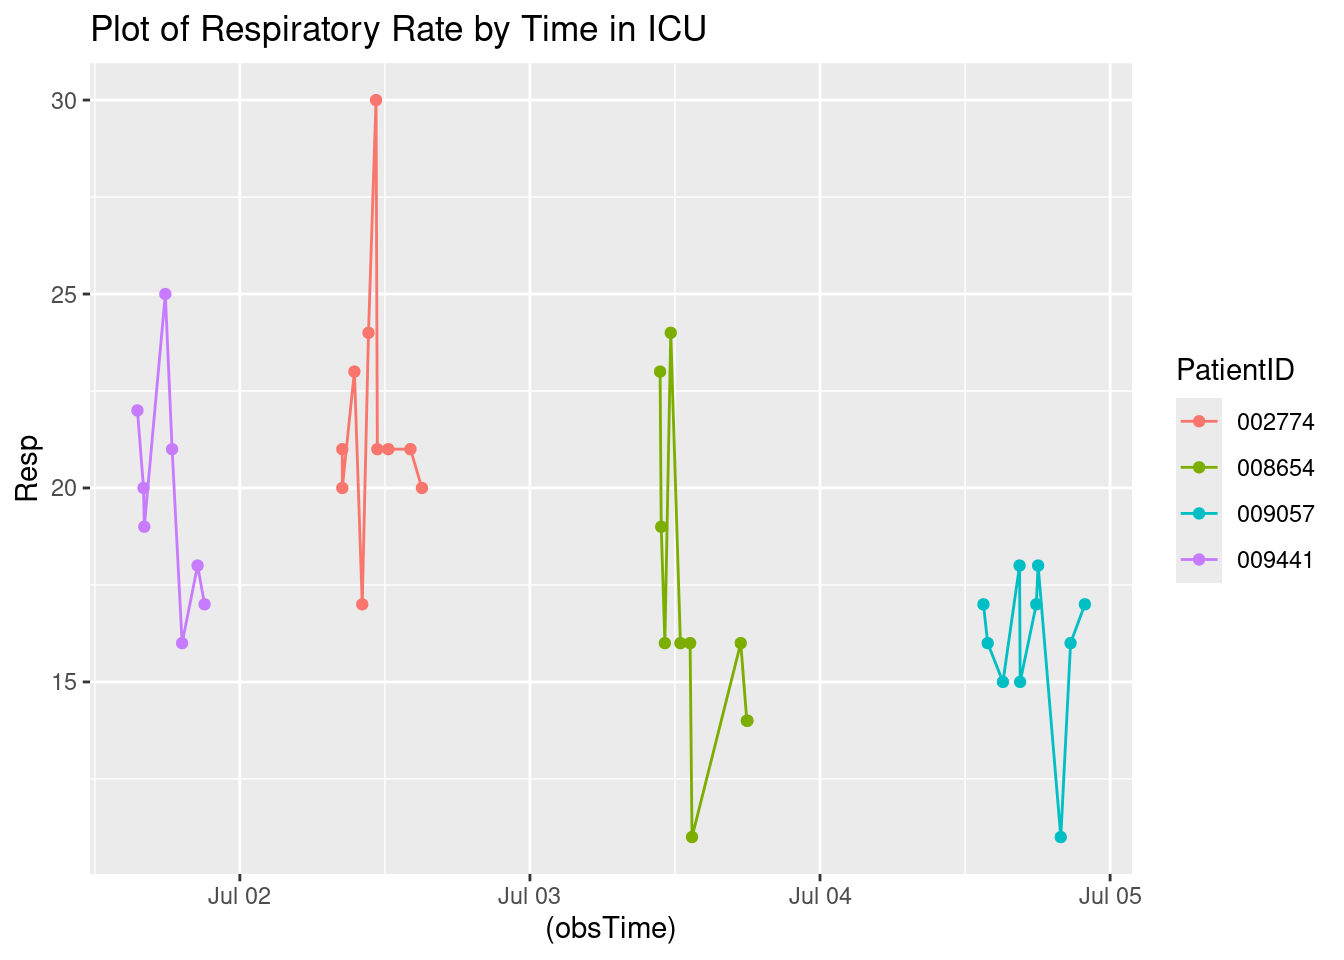 Plot of Respiratory Rate by Time in ICU
30
25
20
15
Resp
Jul 02
Jul 03
Jul 04
Jul 05
(obsTime)
PatientID
002774
008654
009057
009441